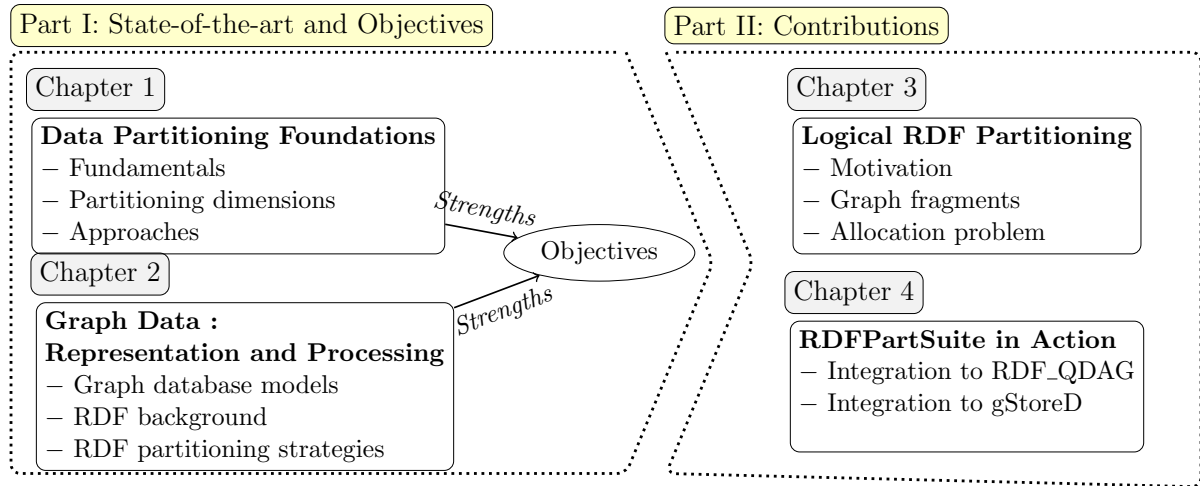 Part I: State-of-the-art and Objectives
Chapter 1
Data Partitioning Foundations
– Fundamentals
– Partitioning dimensions
– Approaches
Chapter 2
Graph Data :
Representation and Processing
– Graph database models
– RDF background
– RDF partitioning strategies
Strengths
Strengths
Objectives
Part II: Contributions
Chapter 3
Logical RDF Partitioning
– Motivation
– Graph fragments
– Allocation problem
Chapter 4
RDFPartSuite in Action
– Integration to RDF_QDAG
– Integration to gStoreD